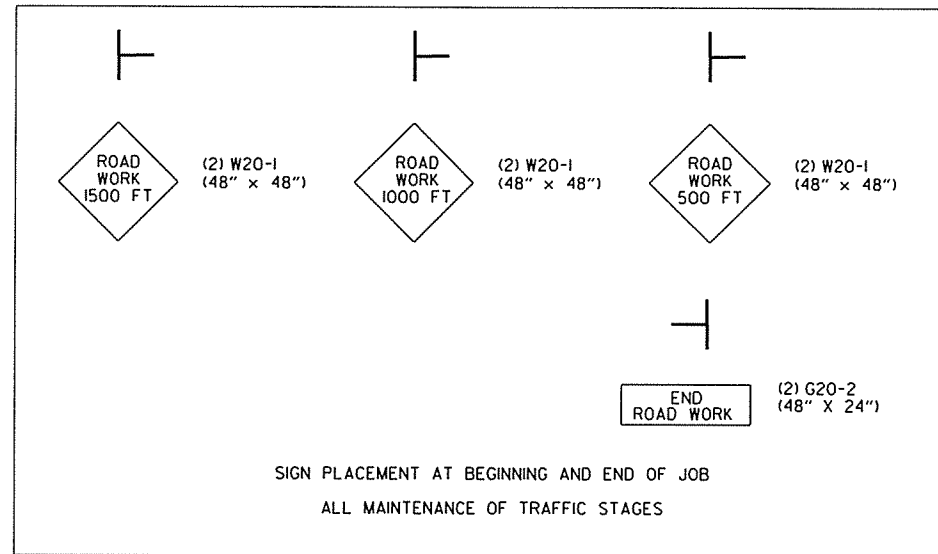 ROAD
WORK
1500 FT
(2) W20-1
(48" x 48")
ROAD
WORK
1000 FT
(2) W20-1
(48" x 48")
ROAD
WORK
500 FT
(2) W20-1
(48" x 48")
END
ROAD WORK
(2) G20-2
(48" X 24")
SIGN PLACEMENT AT BEGINNING AND END OF JOB
ALL MAINTENANCE OF TRAFFIC STAGES